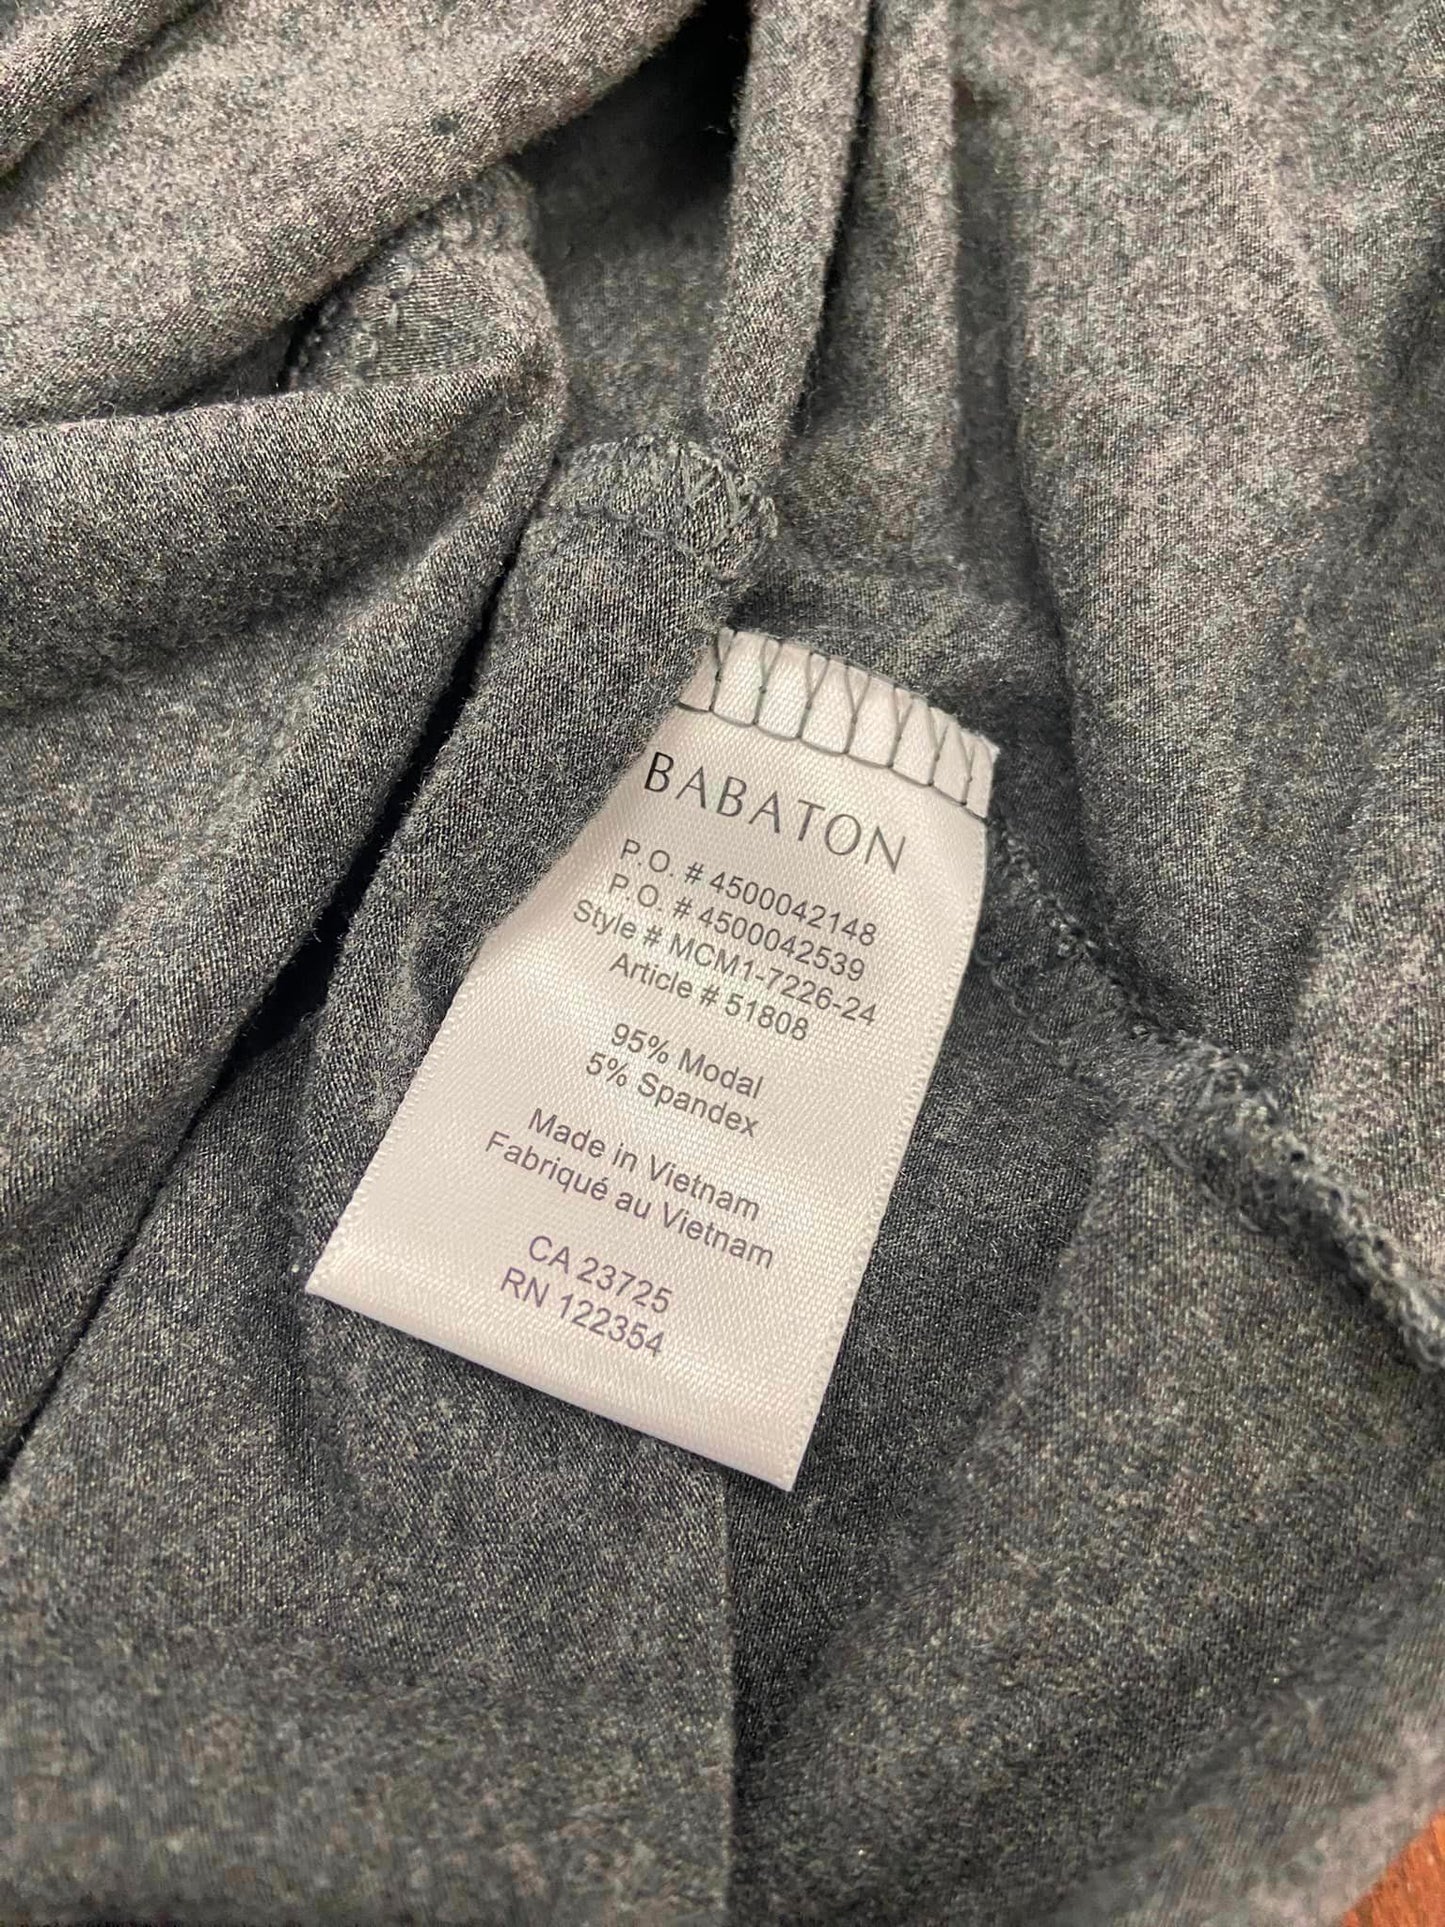 BABATON
P.O. # 4500042148
P.O. # 4500042539
Style # MCM1-7226-24
Article # 51808
95% Modal
5% Spandex
Made in Vietnam
Fabriqué au Vietnam
CA 23725
RN 122354